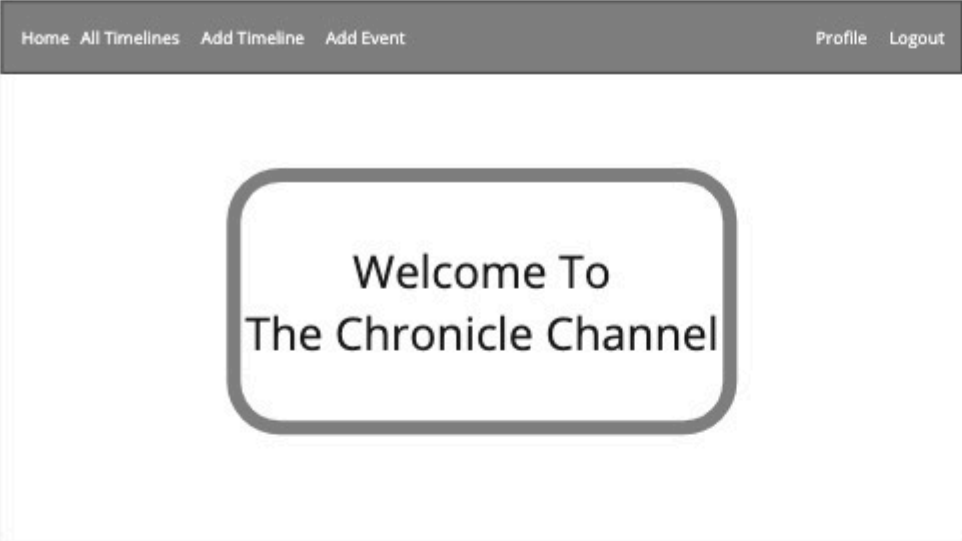 Home All Timelines Add Timeline Add Event Profile Logout
Welcome To
The Chronicle Channel